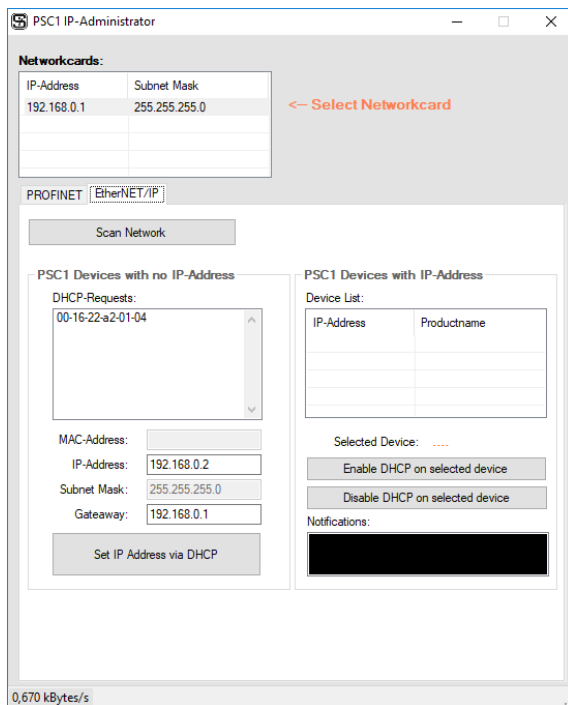 PSC1 IP-Administrator
Networkcards:
IP-Address Subnet Mask
192.168.0.1 255.255.255.0
<-- Select Networkcard
PROFINET EtherNET/IP
Scan Network
PSC1 Devices with no IP-Address
DHCP-Requests:
00-16-22-a2-01-04
MAC-Address:
IP-Address: 192.168.0.2
Subnet Mask: 255.255.255.0
Gateaway: 192.168.0.1
Set IP Address via DHCP
PSC1 Devices with IP-Address
Device List:
IP-Address Productname
Selected Device: ....
Enable DHCP on selected device
Disable DHCP on selected device
Notifications:
0,670 kBytes/s